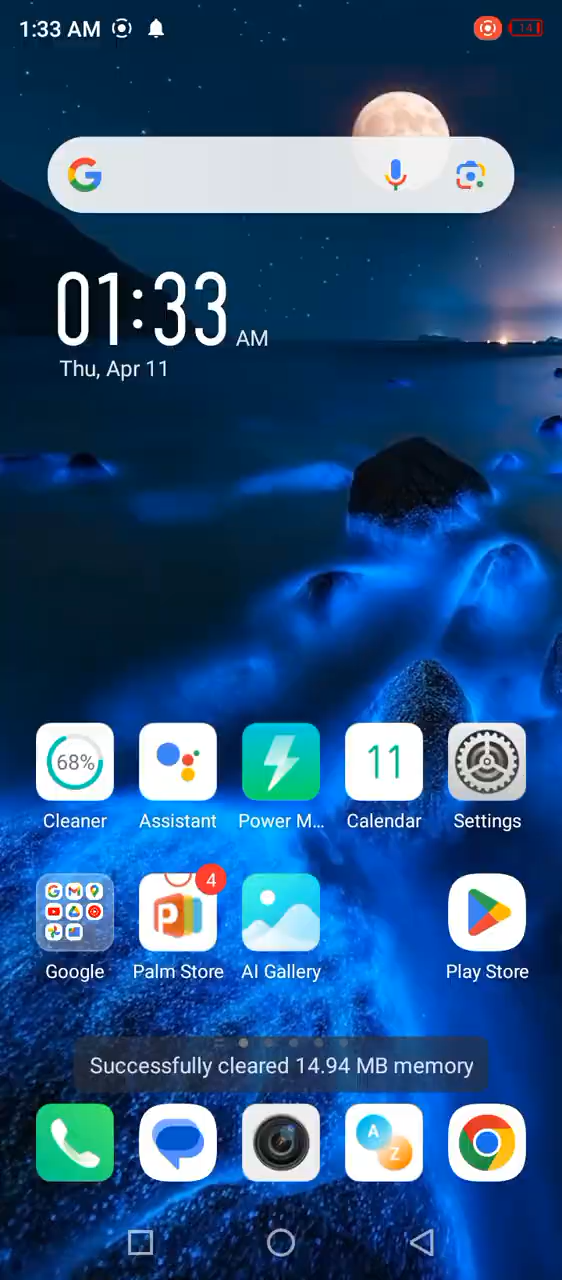 1:33 AM
14
01:33 AM
Thu, Apr 11
68%
11
Cleaner
Assistant
Power M...
Calendar
Settings
4
Google
Palm Store
AI Gallery
Play Store
Successfully cleared 14.94 MB memory
A
Z